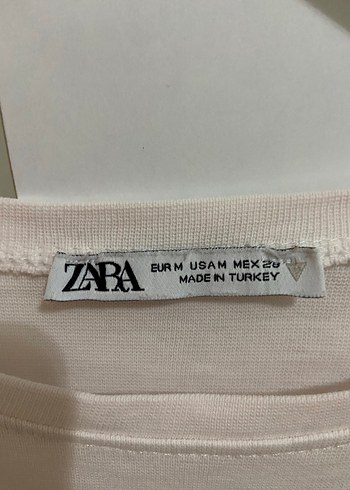 ZARA
EUR M USA M MEX 28
MADE IN TURKEY